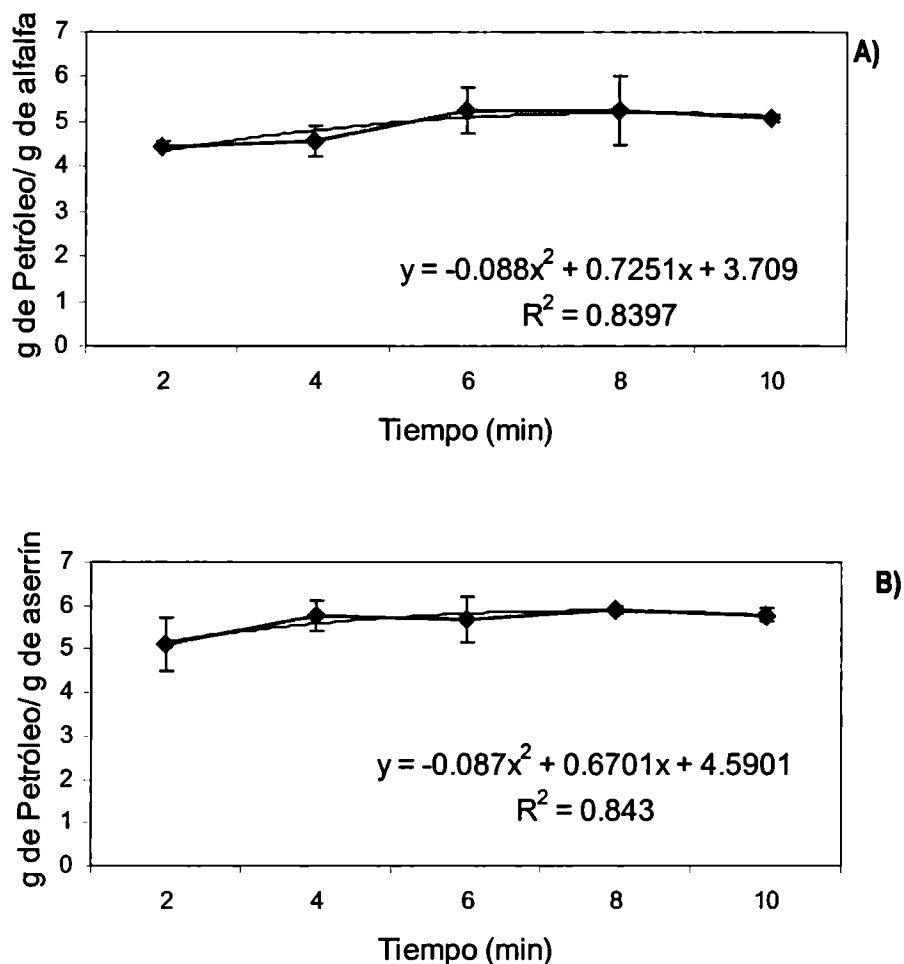 A)
g de Petróleo/ g de alfalfa
7
6
5
4
3
2
1
0
y = -0.088x² + 0.7251x + 3.709
R² = 0.8397
2 4 6 8 10
Tiempo (min)
B)
g de Petróleo/ g de aserrín
7
6
5
4
3
2
1
0
y = -0.087x² + 0.6701x + 4.5901
R² = 0.843
2 4 6 8 10
Tiempo (min)